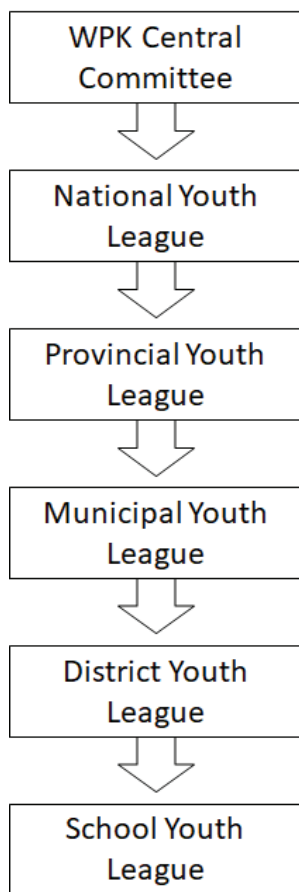 WPK Central
Committee
National Youth
League
Provincial Youth
League
Municipal Youth
League
District Youth
League
School Youth
League